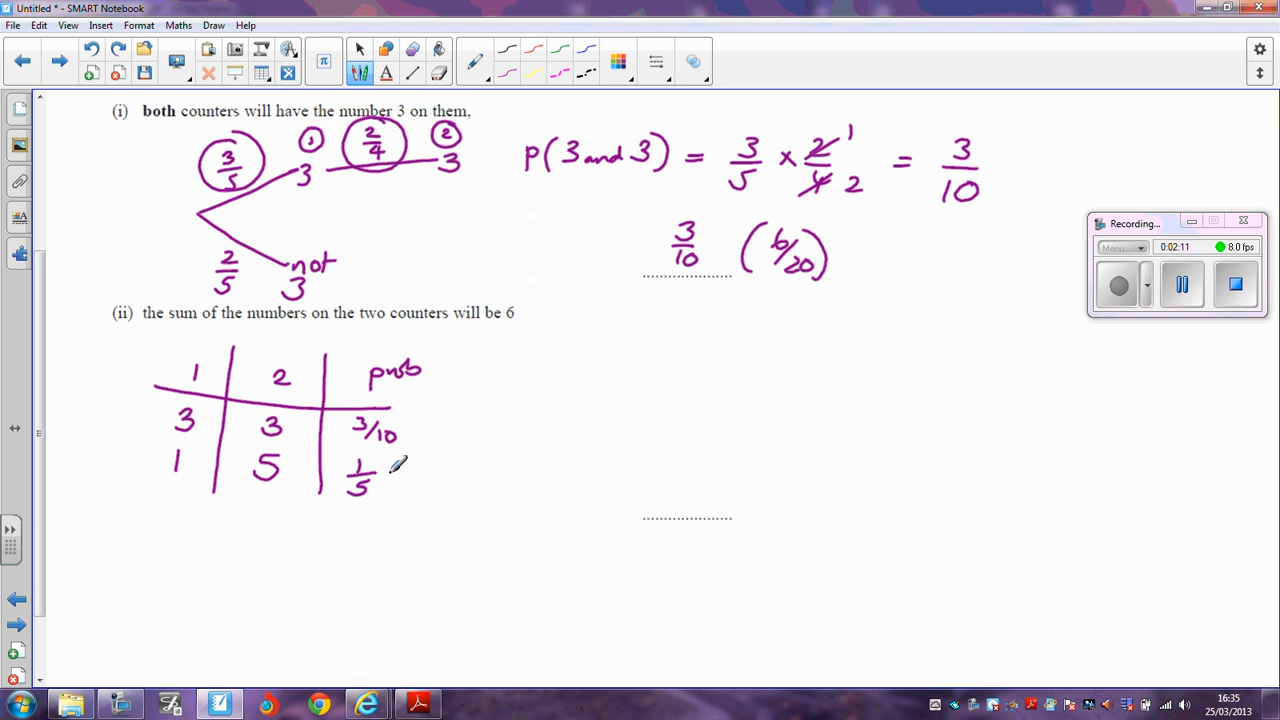 Untitled * - SMART Notebook
File Edit View Insert Format Maths Draw Help
(i) both counters will have the number 3 on them,
3/5 1 3 2/4 2 3
P(3 and 3) = 3/5 × 2/4 1 2 = 3/10
3/10 (6/20)
2/5 not 3
Recording...
Menu 0:02:11 8.0 fps
(ii) the sum of the numbers on the two counters will be 6
1 2 prob
3 3 3/10
1 5 1/5
16:35
25/03/2013